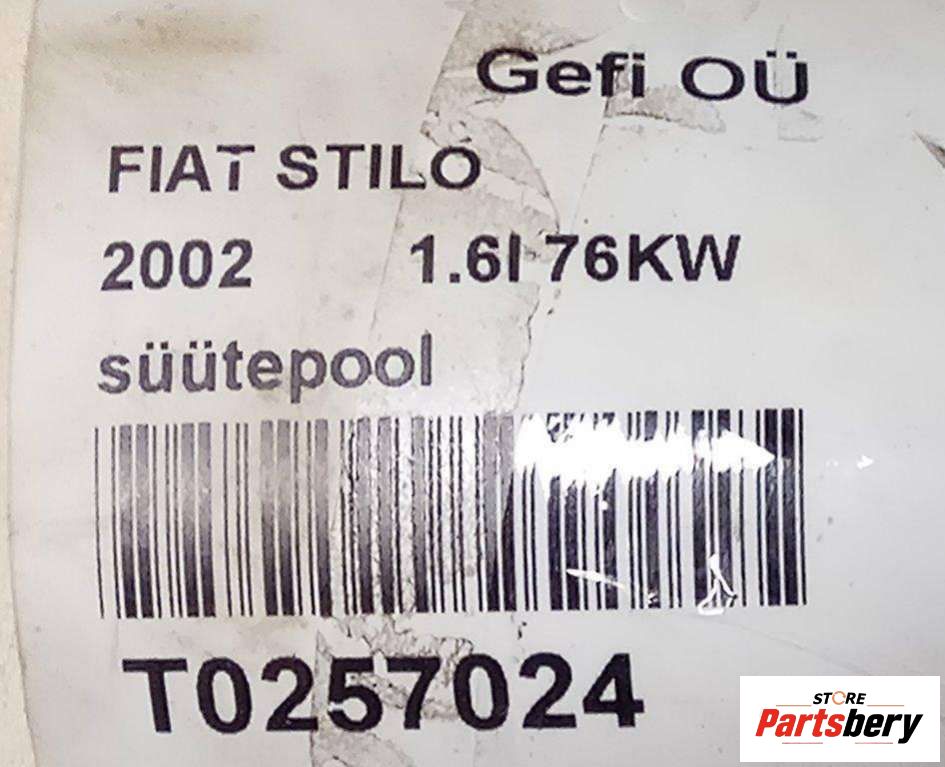 Gefi OÜ
FIAT STILO
2002 1.6l 76KW
süütepool
T0257024
STORE
Partsbery